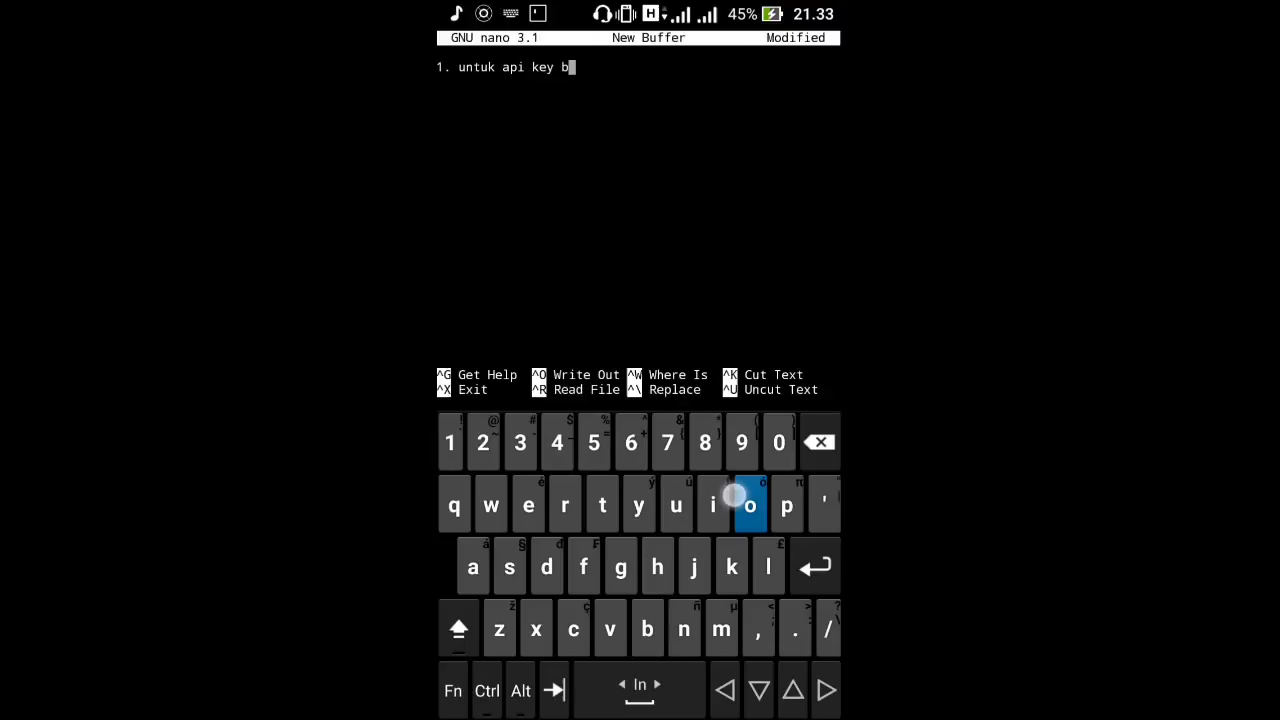 45% 21.33
GNU nano 3.1 New Buffer Modified
1. untuk api key b
^G Get Help ^O Write Out ^W Where Is ^K Cut Text
^X Exit ^R Read File ^\ Replace ^U Uncut Text
1 2 3 4 5 6 7 8 9 0
q w e r t y u i o p '
a s d f g h j k l
z x c v b n m , . /
Fn Ctrl Alt In